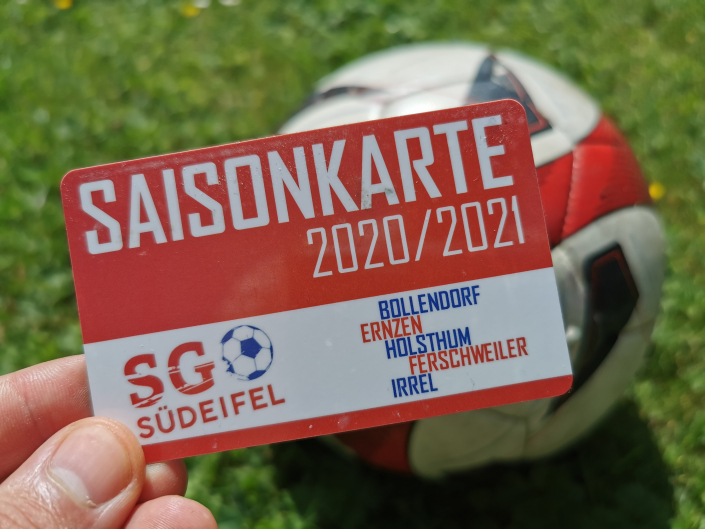 SAISONKARTE
2020/2021
SG
SÜDEIFEL
BOLLENDORF
ERNZEN
HOLSTHUM
FERSCHWEILER
IRREL